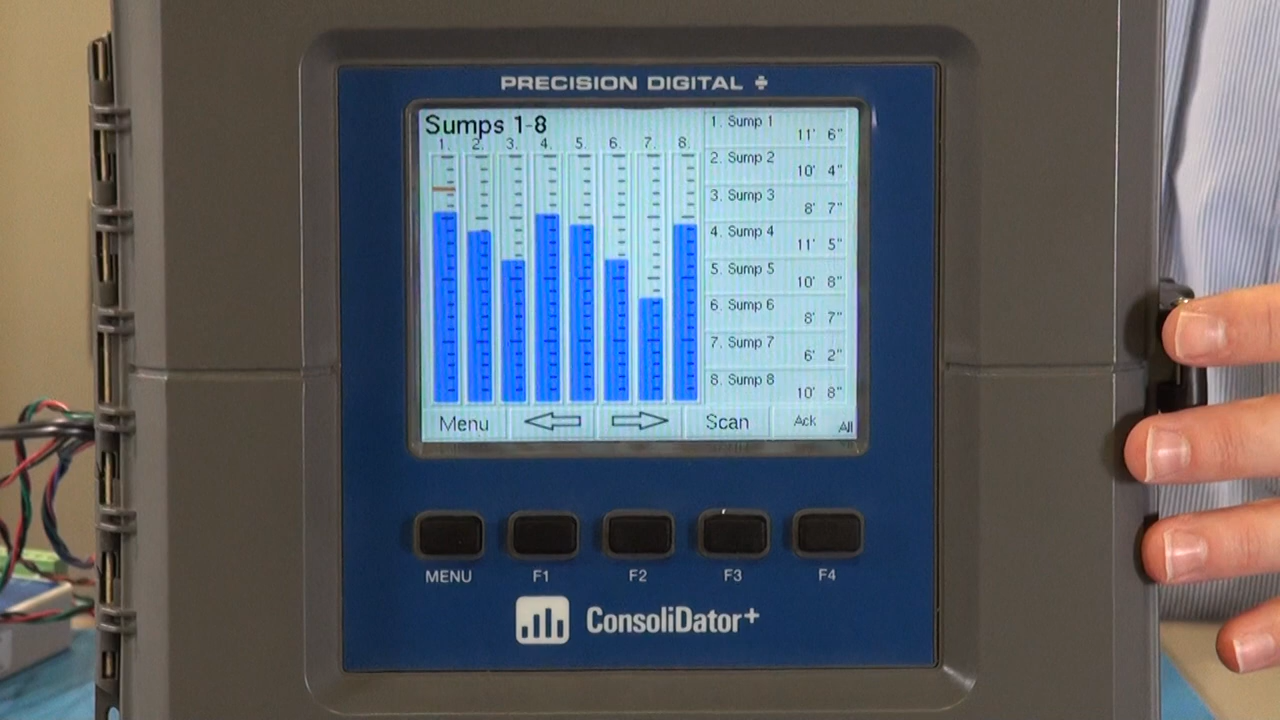 PRECISION DIGITAL
Sumps 1-8
1. 2. 3. 4. 5. 6. 7. 8.
1. Sump 1
11' 6"
2. Sump 2
10' 4"
3. Sump 3
8' 7"
4. Sump 4
11' 5"
5. Sump 5
10' 8"
6. Sump 6
8' 7"
7. Sump 7
6' 2"
8. Sump 8
10' 8"
Menu Scan Ack All
MENU F1 F2 F3 F4
ConsoliDator+